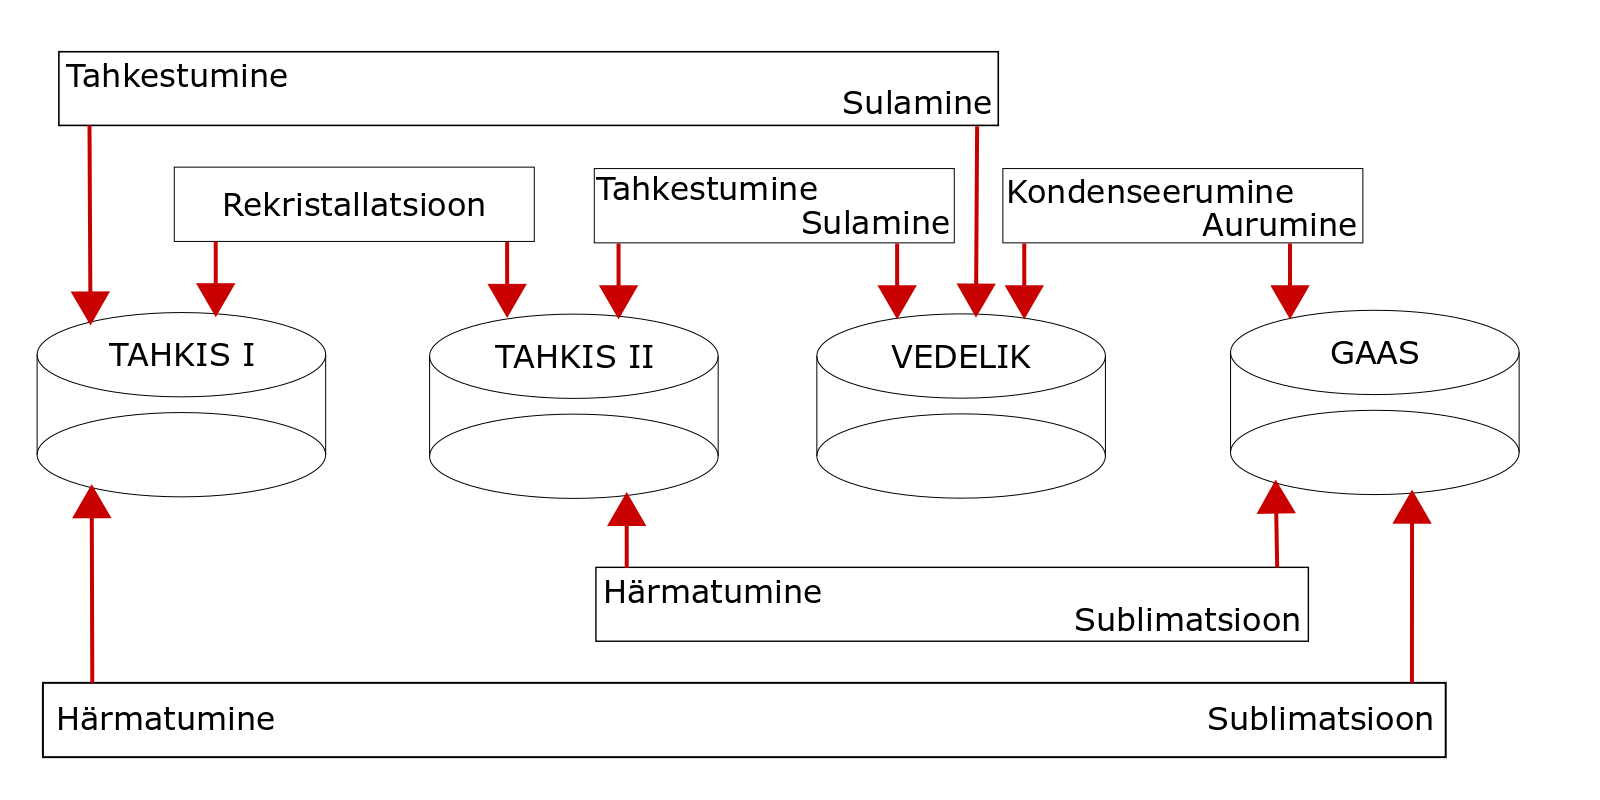 Tahkestumine
Sulamine
Rekristallatsioon
Tahkestumine
Sulamine
Kondenseerumine
Aurumine
TAHKIS I
TAHKIS II
VEDELIK
GAAS
Härmatumine
Sublimatsioon
Härmatumine
Sublimatsioon